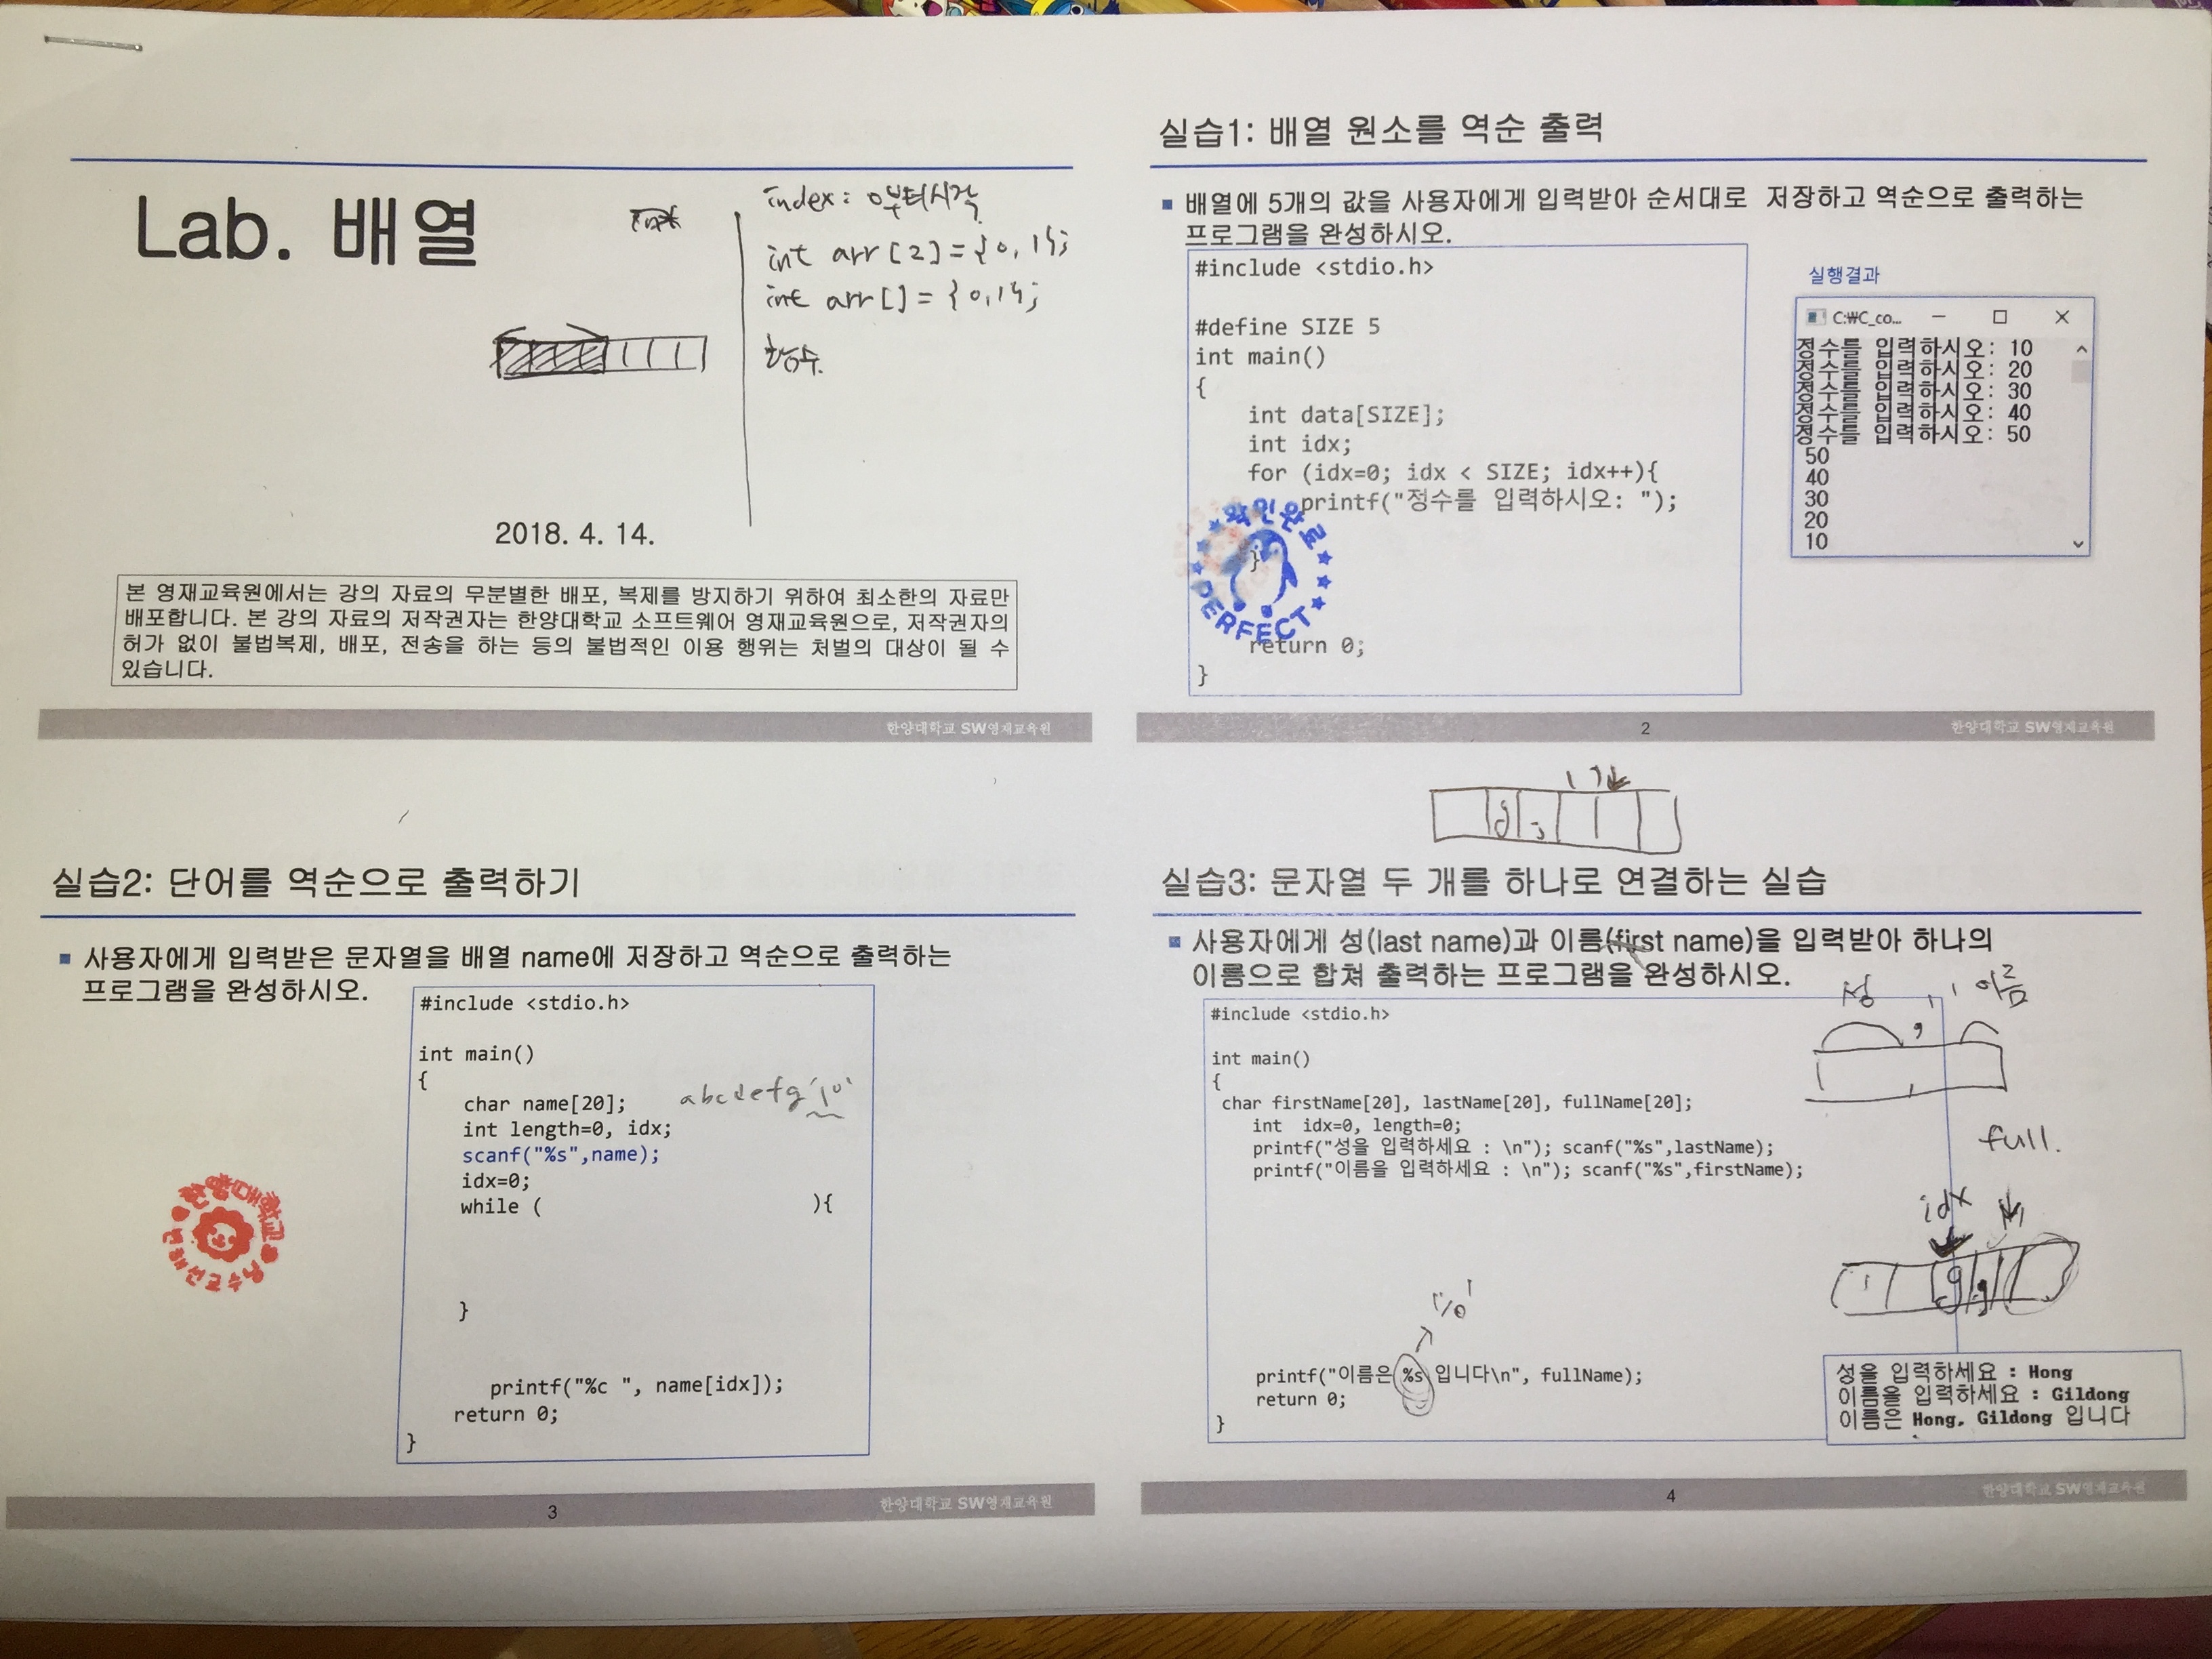 Lab. 배열
index: 0부터시작
int arr[2]={0,1};
int arr[]={0,1};
함수.
2018. 4. 14.
본 영재교육원에서는 강의 자료의 무분별한 배포, 복제를 방지하기 위하여 최소한의 자료만
배포합니다. 본 강의 자료의 저작권자는 한양대학교 소프트웨어 영재교육원으로, 저작권자의
허가 없이 불법복제, 배포, 전송을 하는 등의 불법적인 이용 행위는 처벌의 대상이 될 수
있습니다.
한양대학교 SW영재교육원
실습1: 배열 원소를 역순 출력
배열에 5개의 값을 사용자에게 입력받아 순서대로 저장하고 역순으로 출력하는
프로그램을 완성하시오.
#include <stdio.h>
#define SIZE 5
int main()
{
int data[SIZE];
int idx;
for (idx=0; idx < SIZE; idx++){
printf("정수를 입력하시오: ");
}
return 0;
}
확인완료
PERFECT
실행결과
C:₩C_co...
정수를 입력하시오: 10
정수를 입력하시오: 20
정수를 입력하시오: 30
정수를 입력하시오: 40
정수를 입력하시오: 50
50
40
30
20
10
2
한양대학교 SW영재교육원
실습2: 단어를 역순으로 출력하기
사용자에게 입력받은 문자열을 배열 name에 저장하고 역순으로 출력하는
프로그램을 완성하시오.
#include <stdio.h>
int main()
{
char name[20];
abcdefg'\0'
int length=0, idx;
scanf("%s",name);
idx=0;
while ( ){
}
printf("%c ", name[idx]);
return 0;
}
한양대학교
3
한양대학교 SW영재교육원
실습3: 문자열 두 개를 하나로 연결하는 실습
사용자에게 성(last name)과 이름(first name)을 입력받아 하나의
이름으로 합쳐 출력하는 프로그램을 완성하시오.
성 , 이름
#include <stdio.h>
int main()
{
char firstName[20], lastName[20], fullName[20];
int idx=0, length=0;
printf("성을 입력하세요 : \n"); scanf("%s",lastName);
printf("이름을 입력하세요 : \n"); scanf("%s",firstName);
full.
idx
'\0'
printf("이름은 %s 입니다\n", fullName);
return 0;
}
성을 입력하세요 : Hong
이름을 입력하세요 : Gildong
이름은 Hong, Gildong 입니다
4
한양대학교 SW영재교육원